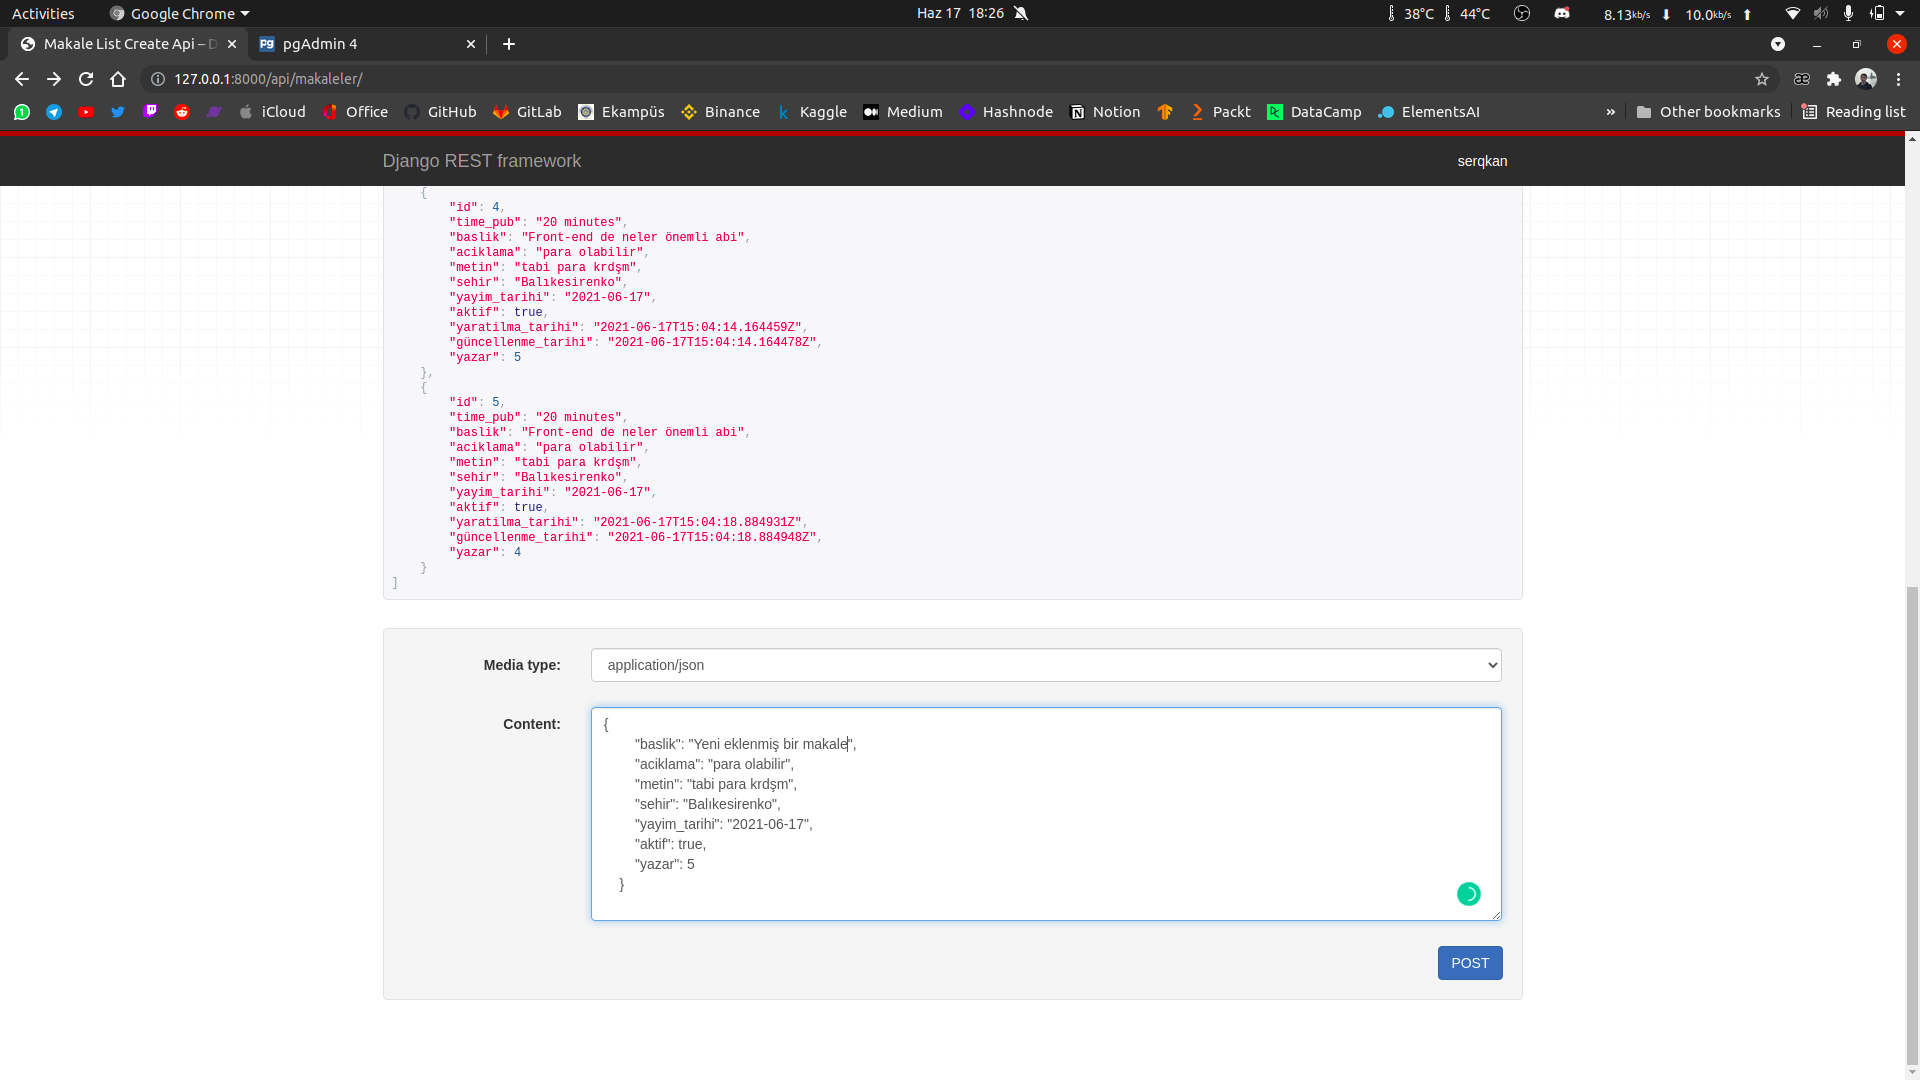 Activities
Google Chrome
Haz 17 18:26
38°C
44°C
8.13kb/s
10.0kb/s
Makale List Create Api – D
pgAdmin 4
127.0.0.1:8000/api/makaleler/
iCloud
Office
GitHub
GitLab
Ekampüs
Binance
Kaggle
Medium
Hashnode
Notion
Packt
DataCamp
ElementsAI
»
Other bookmarks
Reading list
Django REST framework
serqkan
{
"id": 4,
"time_pub": "20 minutes",
"baslik": "Front-end de neler önemli abi",
"aciklama": "para olabilir",
"metin": "tabi para krdşm",
"sehir": "Balıkesirenko",
"yayim_tarihi": "2021-06-17",
"aktif": true,
"yaratilma_tarihi": "2021-06-17T15:04:14.164459Z",
"güncellenme_tarihi": "2021-06-17T15:04:14.164478Z",
"yazar": 5
},
{
"id": 5,
"time_pub": "20 minutes",
"baslik": "Front-end de neler önemli abi",
"aciklama": "para olabilir",
"metin": "tabi para krdşm",
"sehir": "Balıkesirenko",
"yayim_tarihi": "2021-06-17",
"aktif": true,
"yaratilma_tarihi": "2021-06-17T15:04:18.884931Z",
"güncellenme_tarihi": "2021-06-17T15:04:18.884948Z",
"yazar": 4
}
]
Media type:
application/json
Content:
{
"baslik": "Yeni eklenmiş bir makale",
"aciklama": "para olabilir",
"metin": "tabi para krdşm",
"sehir": "Balıkesirenko",
"yayim_tarihi": "2021-06-17",
"aktif": true,
"yazar": 5
}
POST